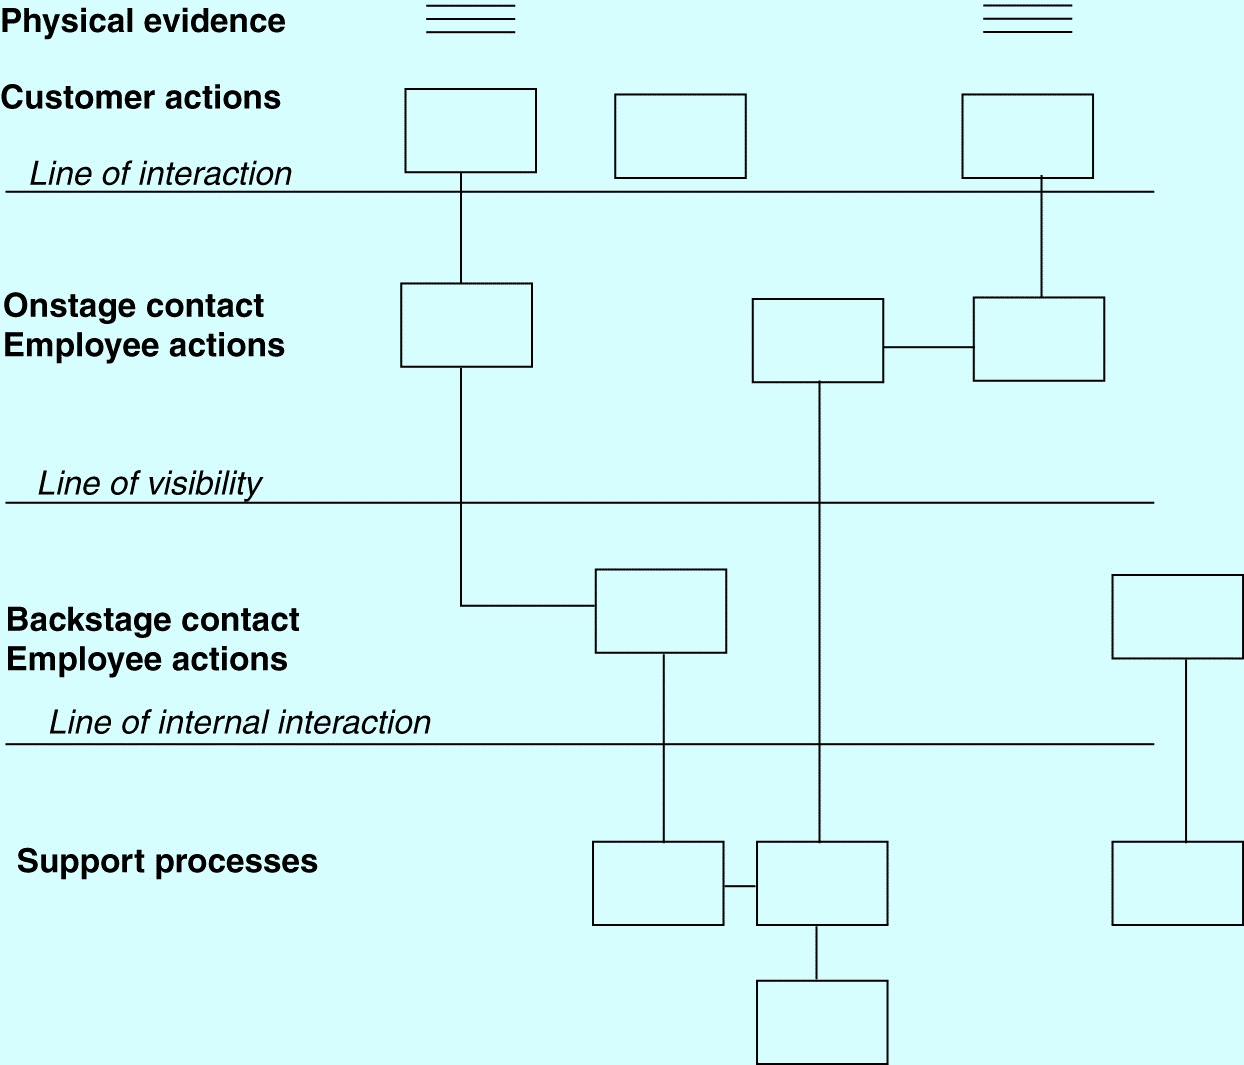 Physical evidence
Customer actions
Line of interaction
Onstage contact
Employee actions
Line of visibility
Backstage contact
Employee actions
Line of internal interaction
Support processes